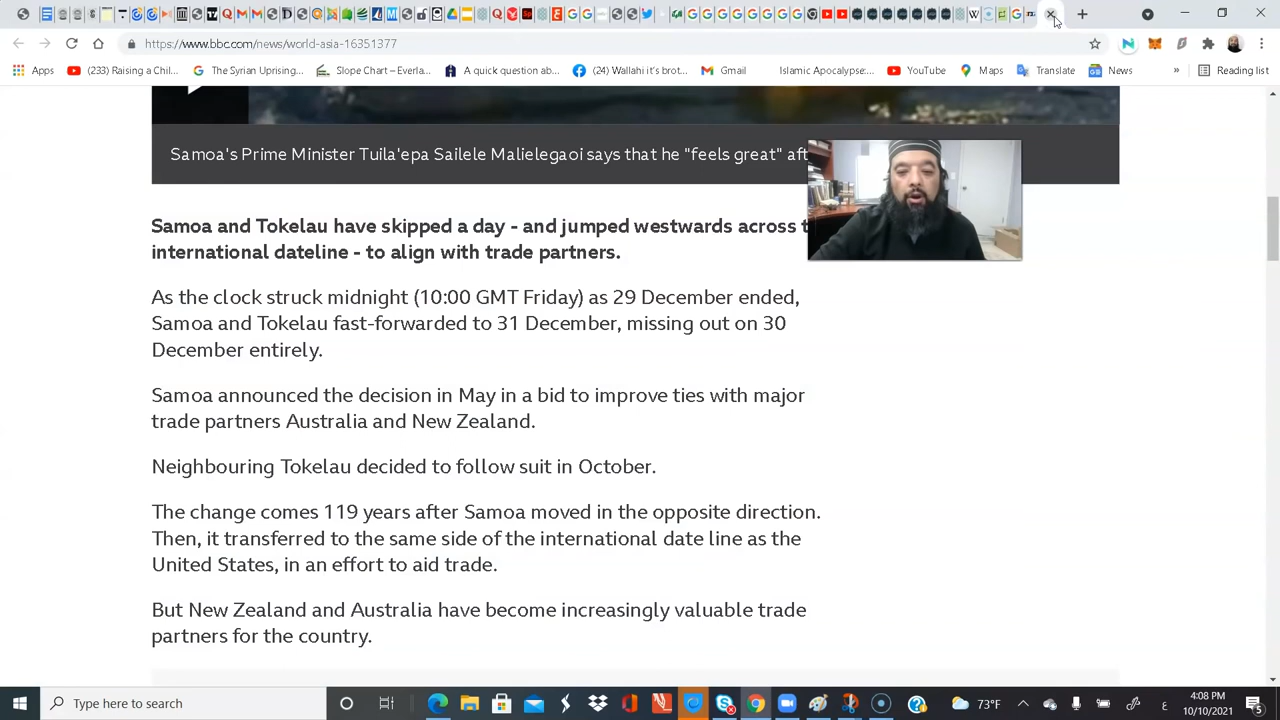 https://www.bbc.com/news/world-asia-16351377
Apps
(233) Raising a Chil...
The Syrian Uprising...
Slope Chart – Everla...
A quick question ab...
(24) Wallahi it's brot...
Gmail
Islamic Apocalypse:...
YouTube
Maps
Translate
News
»
Reading list
Samoa's Prime Minister Tuila'epa Sailele Malielegaoi says that he "feels great" aft
Samoa and Tokelau have skipped a day - and jumped westwards across t
international dateline - to align with trade partners.
As the clock struck midnight (10:00 GMT Friday) as 29 December ended,
Samoa and Tokelau fast-forwarded to 31 December, missing out on 30
December entirely.
Samoa announced the decision in May in a bid to improve ties with major
trade partners Australia and New Zealand.
Neighbouring Tokelau decided to follow suit in October.
The change comes 119 years after Samoa moved in the opposite direction.
Then, it transferred to the same side of the international date line as the
United States, in an effort to aid trade.
But New Zealand and Australia have become increasingly valuable trade
partners for the country.
Type here to search
73°F
ع
4:08 PM
10/10/2021
5